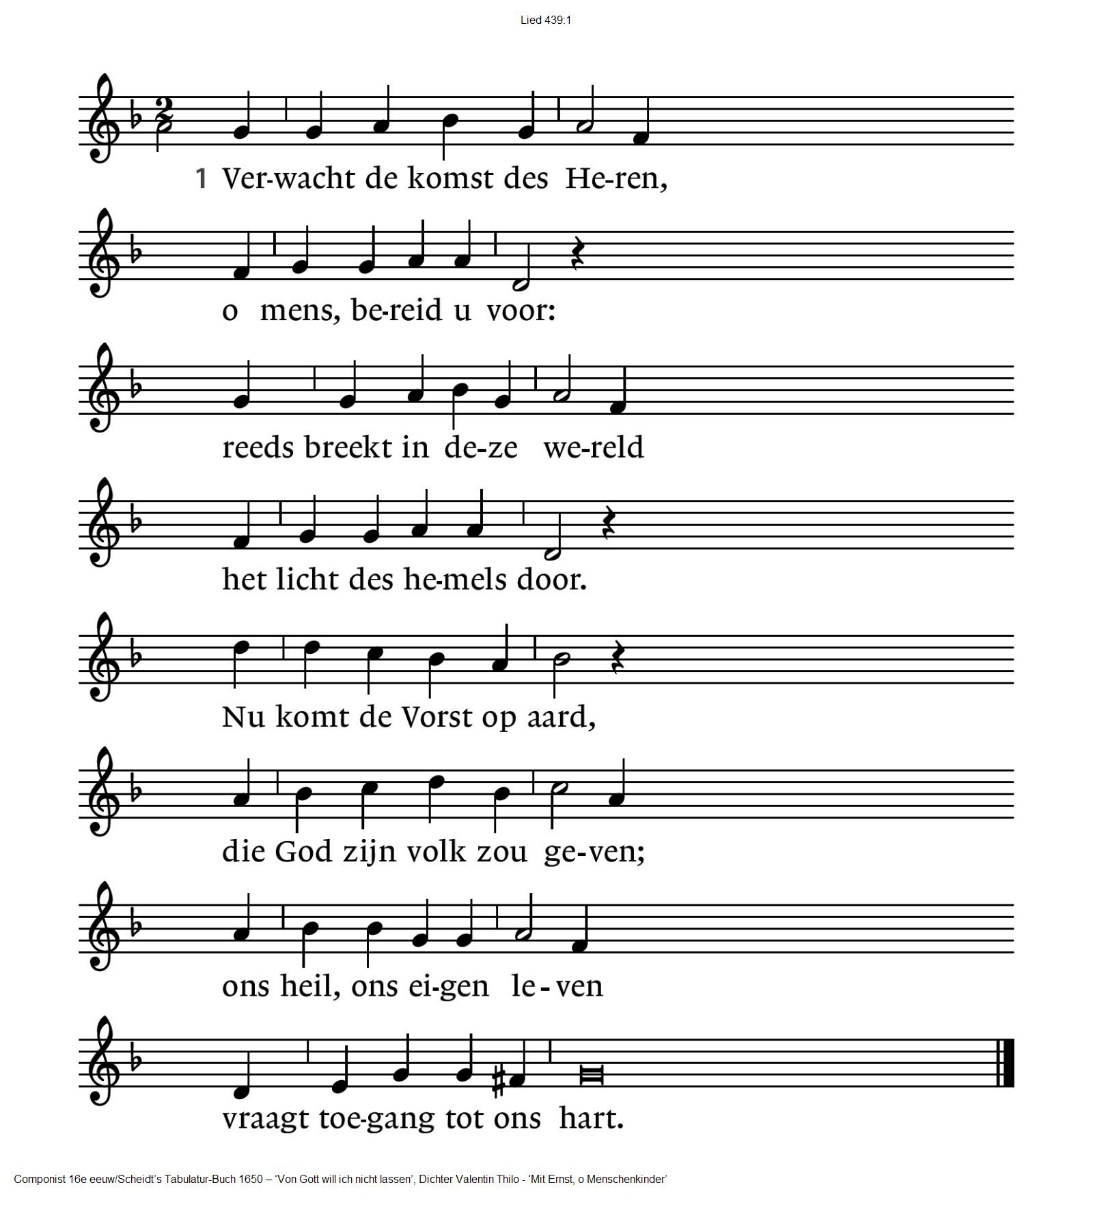 Lied 439:1
2
1 Ver-wacht de komst des He-ren,
o mens, be-reid u voor:
reeds breekt in de-ze we-reld
het licht des he-mels door.
Nu komt de Vorst op aard,
die God zijn volk zou ge-ven;
ons heil, ons ei-gen le-ven
vraagt toe-gang tot ons hart.
Componist 16e eeuw/Scheidt's Tabulatur-Buch 1650 – 'Von Gott will ich nicht lassen', Dichter Valentin Thilo - 'Mit Ernst, o Menschenkinder'